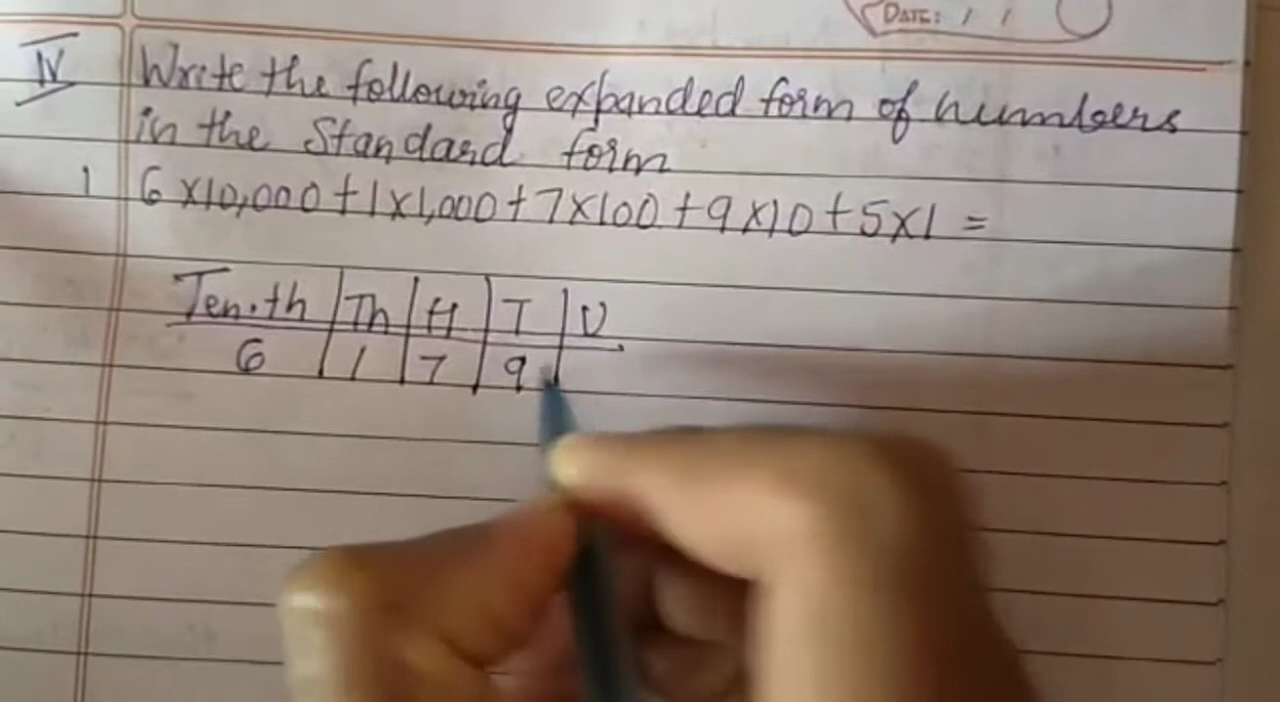 DATE: / /
IV Write the following expanded form of numbers
in the Standard form
1 6×10,000+1×1,000+7×100+9×10+5×1=
Ten.th | Th | H | T | U
6 | 1 | 7 | 9 |